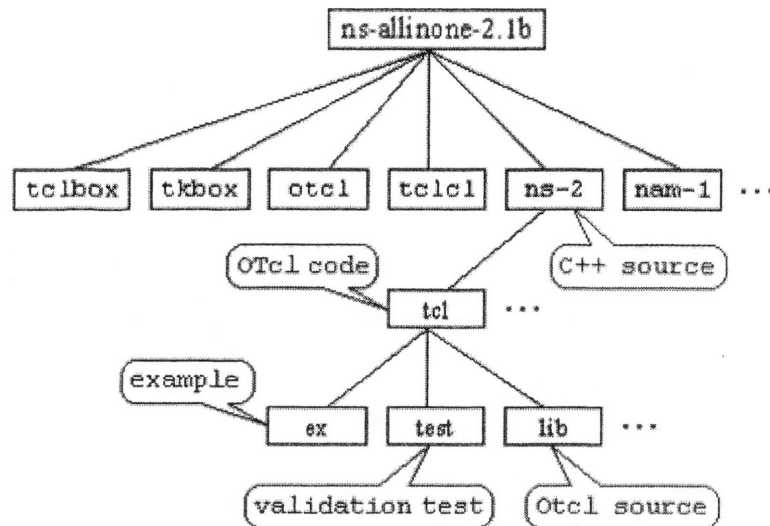 ns-allinone-2.1b
tclbox tkbox otcl tclcl ns-2 nam-1 ...
OTcl code C++ source
tcl ...
example
ex test lib ...
validation test Otcl source